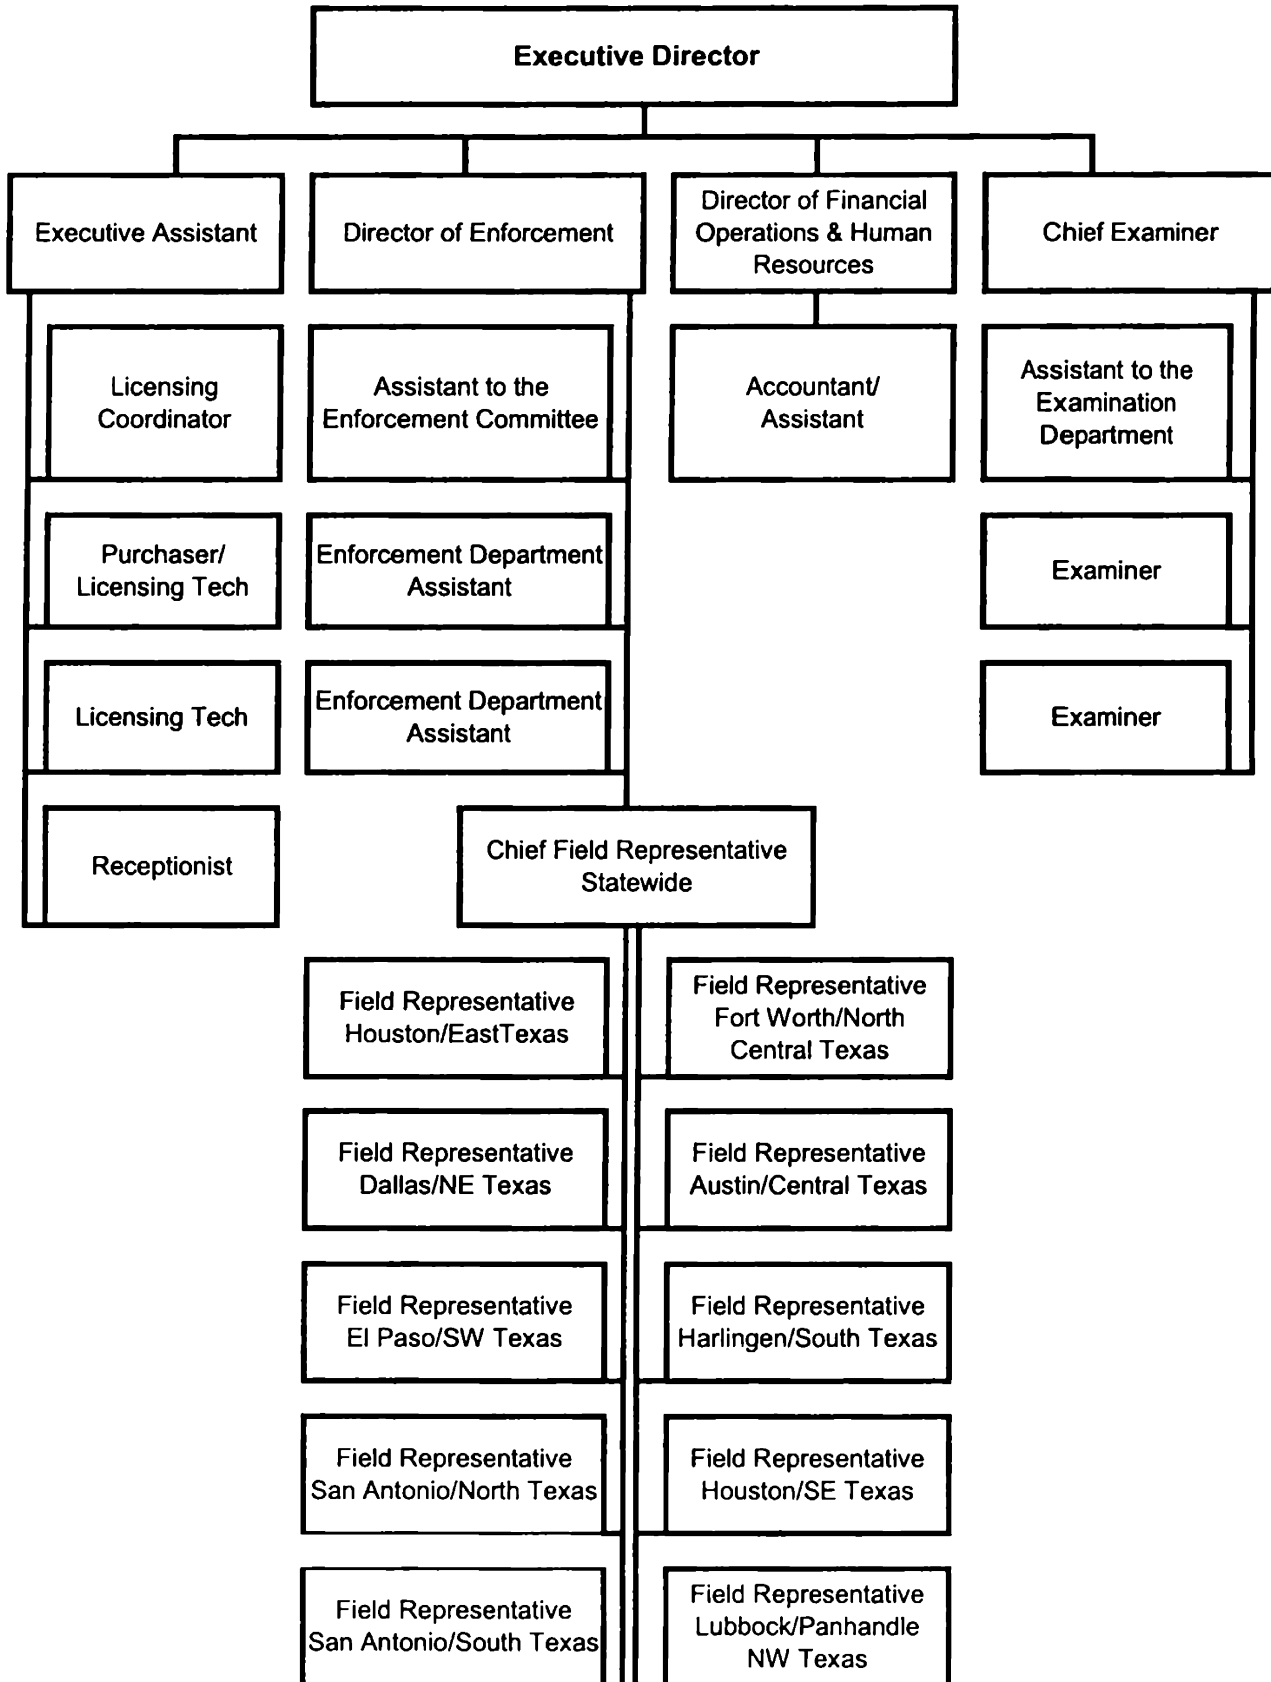 Executive Director
Executive Assistant
Director of Enforcement
Director of Financial
Operations & Human
Resources
Chief Examiner
Licensing
Coordinator
Assistant to the
Enforcement Committee
Accountant/
Assistant
Assistant to the
Examination
Department
Purchaser/
Licensing Tech
Enforcement Department
Assistant
Examiner
Licensing Tech
Enforcement Department
Assistant
Examiner
Receptionist
Chief Field Representative
Statewide
Field Representative
Houston/EastTexas
Field Representative
Fort Worth/North
Central Texas
Field Representative
Dallas/NE Texas
Field Representative
Austin/Central Texas
Field Representative
El Paso/SW Texas
Field Representative
Harlingen/South Texas
Field Representative
San Antonio/North Texas
Field Representative
Houston/SE Texas
Field Representative
San Antonio/South Texas
Field Representative
Lubbock/Panhandle
NW Texas